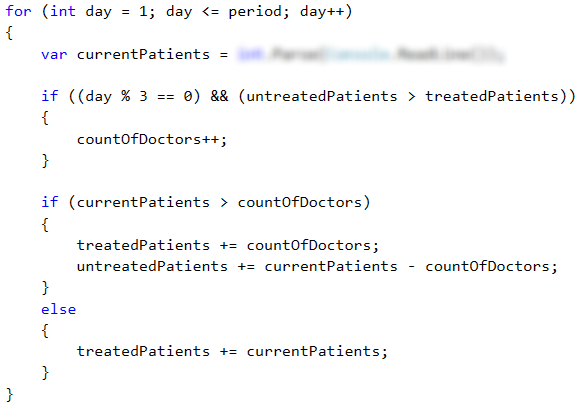 for (int day = 1; day <= period; day++)
{
    var currentPatients =
    if ((day % 3 == 0) && (untreatedPatients > treatedPatients))
    {
        countOfDoctors++;
    }
    if (currentPatients > countOfDoctors)
    {
        treatedPatients += countOfDoctors;
        untreatedPatients += currentPatients - countOfDoctors;
    }
    else
    {
        treatedPatients += currentPatients;
    }
}